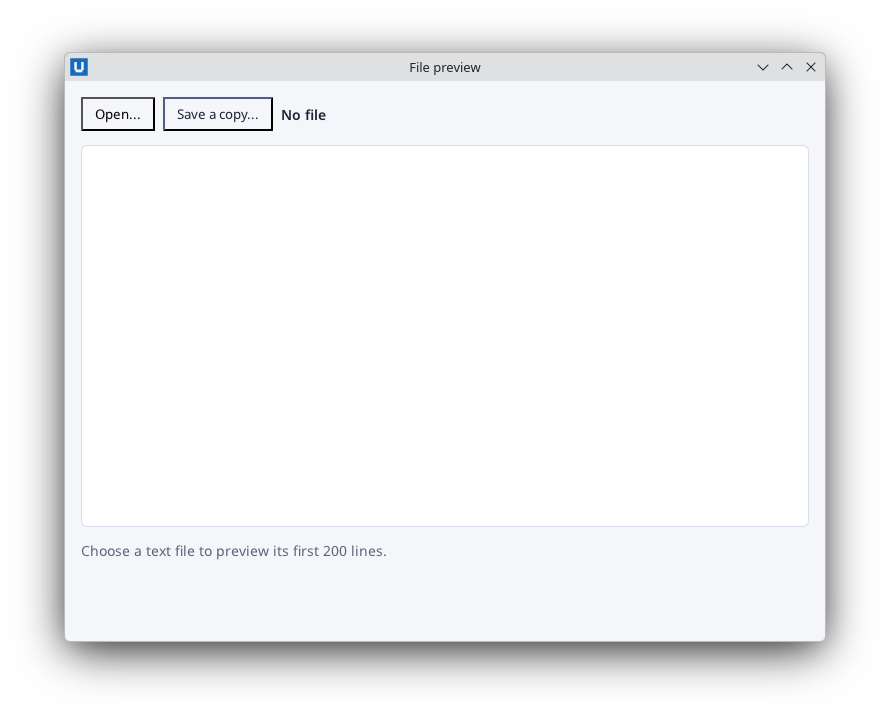 File preview
Open... Save a copy... No file
Choose a text file to preview its first 200 lines.